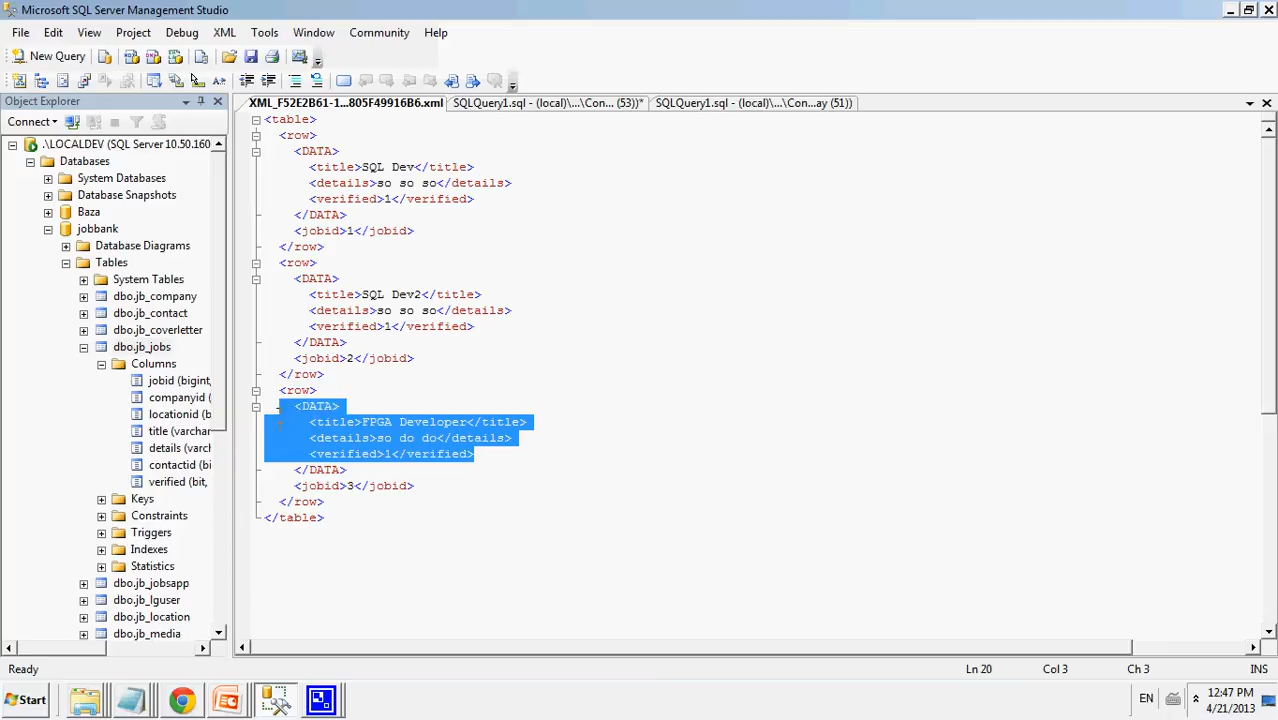 Microsoft SQL Server Management Studio
File Edit View Project Debug XML Tools Window Community Help
New Query
Object Explorer
XML_F52E2B61-1...805F49916B6.xml SQLQuery1.sql - (local)\...\Con... (53))* SQLQuery1.sql - (local)\...\Con...ay (51))
Connect
.\LOCALDEV (SQL Server 10.50.160
Databases
System Databases
Database Snapshots
Baza
jobbank
Database Diagrams
Tables
System Tables
dbo.jb_company
dbo.jb_contact
dbo.jb_coverletter
dbo.jb_jobs
Columns
jobid (bigint,
companyid (
locationid (b
title (varchar
details (varch
contactid (bi
verified (bit,
Keys
Constraints
Triggers
Indexes
Statistics
dbo.jb_jobsapp
dbo.jb_lguser
dbo.jb_location
dbo.jb_media
<table>
<row>
<DATA>
<title>SQL Dev</title>
<details>so so so</details>
<verified>1</verified>
</DATA>
<jobid>1</jobid>
</row>
<row>
<DATA>
<title>SQL Dev2</title>
<details>so so so</details>
<verified>1</verified>
</DATA>
<jobid>2</jobid>
</row>
<row>
<DATA>
<title>FPGA Developer</title>
<details>so do do</details>
<verified>1</verified>
</DATA>
<jobid>3</jobid>
</row>
</table>
Ready Ln 20 Col 3 Ch 3 INS
Start
EN
12:47 PM
4/21/2013